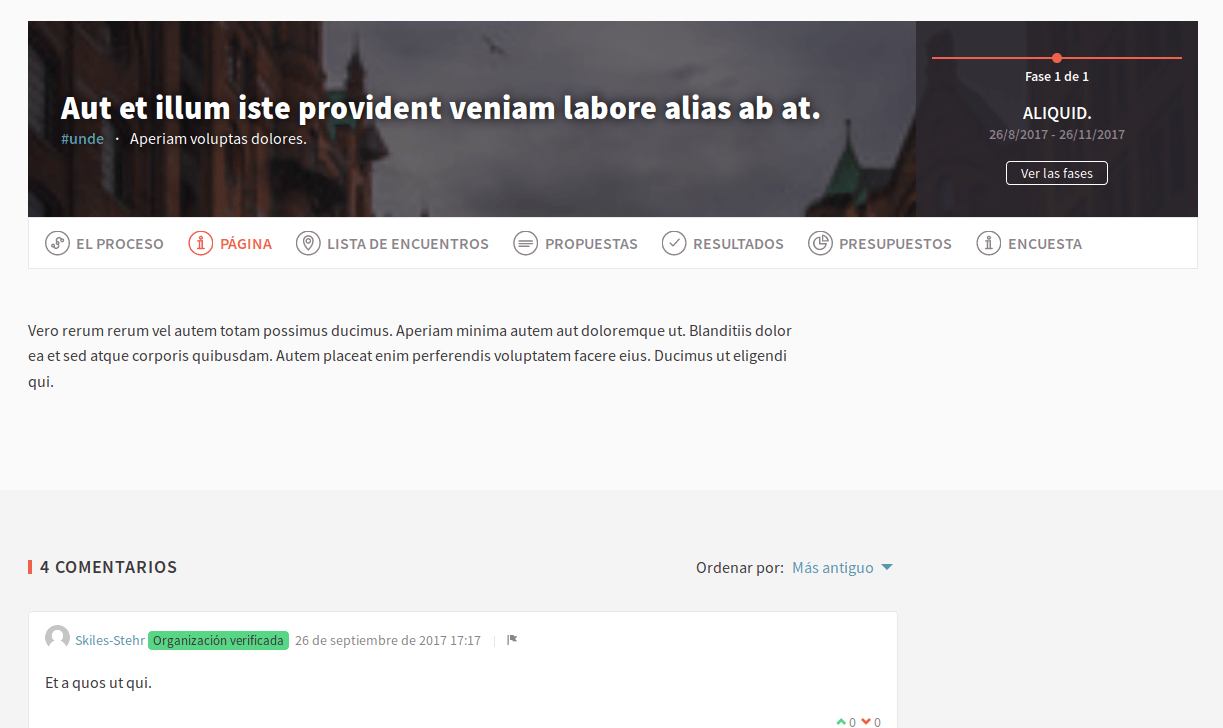 Aut et illum iste provident veniam labore alias ab at.
#unde · Aperiam voluptas dolores.
Fase 1 de 1
ALIQUID.
26/8/2017 - 26/11/2017
Ver las fases
EL PROCESO PÁGINA LISTA DE ENCUENTROS PROPUESTAS RESULTADOS PRESUPUESTOS ENCUESTA
Vero rerum rerum vel autem totam possimus ducimus. Aperiam minima autem aut doloremque ut. Blanditiis dolor
ea et sed atque corporis quibusdam. Autem placeat enim perferendis voluptatem facere eius. Ducimus ut eligendi
qui.
4 COMENTARIOS
Ordenar por: Más antiguo
Skiles-Stehr Organización verificada 26 de septiembre de 2017 17:17
Et a quos ut qui.
0 0